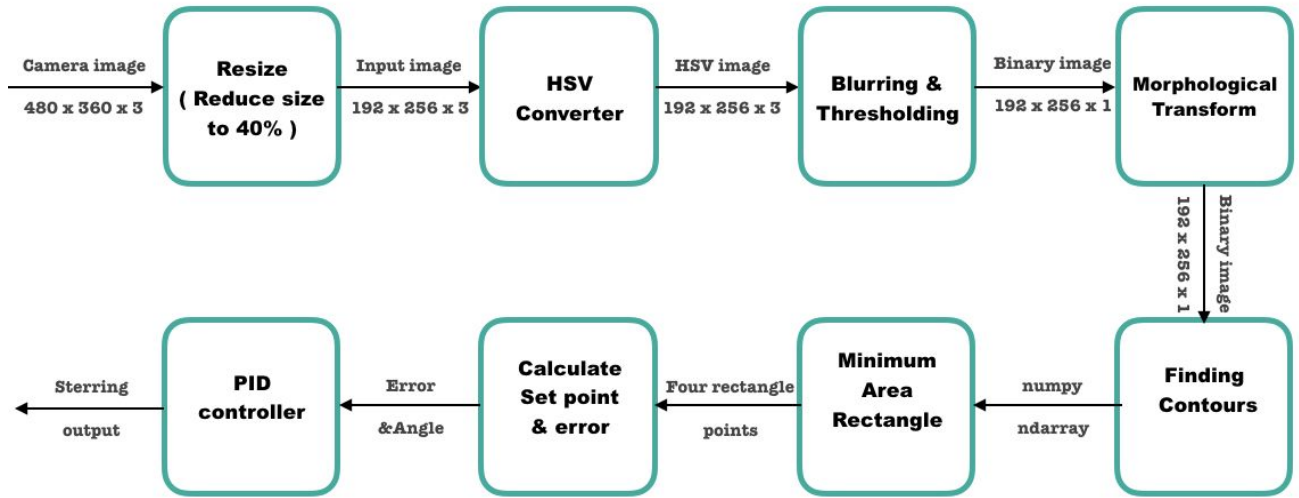 Camera image
480 x 360 x 3
Resize
( Reduce size
to 40% )
Input image
192 x 256 x 3
HSV
Converter
HSV image
192 x 256 x 3
Blurring &
Thresholding
Binary image
192 x 256 x 1
Morphological
Transform
Binary image
192 x 256 x 1
Finding
Contours
numpy
ndarray
Minimum
Area
Rectangle
Four rectangle
points
Calculate
Set point
& error
Error
&Angle
PID
controller
Sterring
output